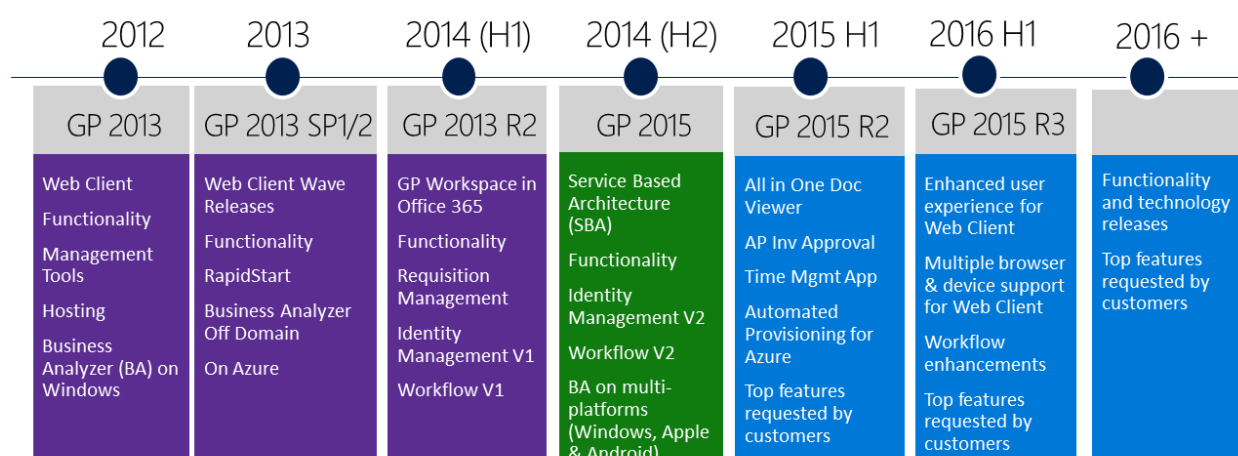 2012
2013
2014 (H1)
2014 (H2)
2015 H1
2016 H1
2016 +
GP 2013
Web Client
Functionality
Management
Tools
Hosting
Business
Analyzer (BA) on
Windows
GP 2013 SP1/2
Web Client Wave
Releases
Functionality
RapidStart
Business Analyzer
Off Domain
On Azure
GP 2013 R2
GP Workspace in
Office 365
Functionality
Requisition
Management
Identity
Management V1
Workflow V1
GP 2015
Service Based
Architecture
(SBA)
Functionality
Identity
Management V2
Workflow V2
BA on multi-
platforms
(Windows, Apple
& Android)
GP 2015 R2
All in One Doc
Viewer
AP Inv Approval
Time Mgmt App
Automated
Provisioning for
Azure
Top features
requested by
customers
GP 2015 R3
Enhanced user
experience for
Web Client
Multiple browser
& device support
for Web Client
Workflow
enhancements
Top features
requested by
customers
Functionality
and technology
releases
Top features
requested by
customers